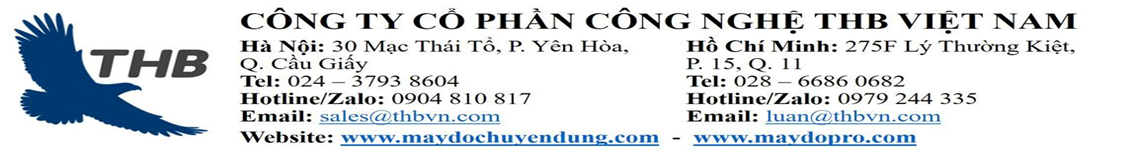 THB
CÔNG TY CỔ PHẦN CÔNG NGHỆ THB VIỆT NAM
Hà Nội: 30 Mạc Thái Tổ, P. Yên Hòa,
Q. Cầu Giấy
Tel: 024 – 3793 8604
Hotline/Zalo: 0904 810 817
Email: sales@thbvn.com
Hồ Chí Minh: 275F Lý Thường Kiệt,
P. 15, Q. 11
Tel: 028 – 6686 0682
Hotline/Zalo: 0979 244 335
Email: luan@thbvn.com
Website: www.maydochuyendung.com - www.maydopro.com